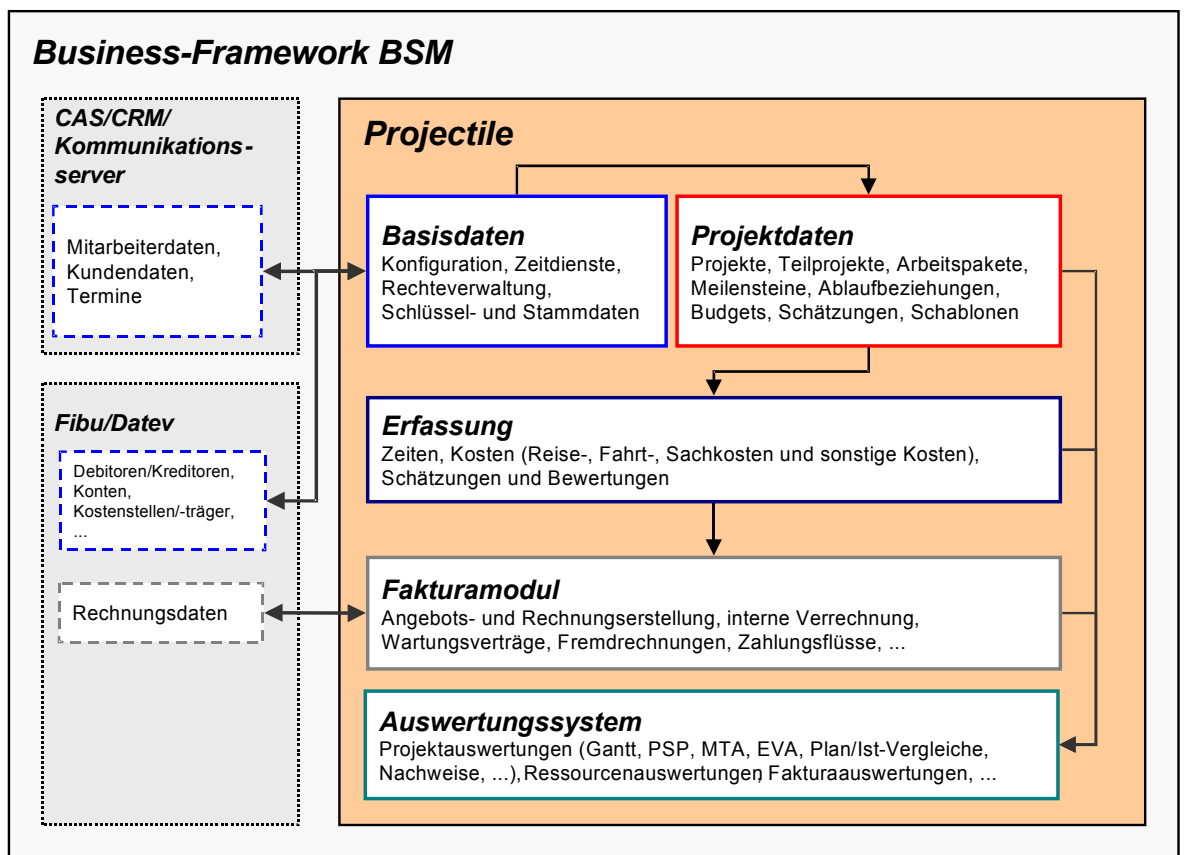 Business-Framework BSM
CAS/CRM/
Kommunikations-
server
Mitarbeiterdaten,
Kundendaten,
Termine
Fibu/Datev
Debitoren/Kreditoren,
Konten,
Kostenstellen/-träger,
...
Rechnungsdaten
Projectile
Basisdaten
Konfiguration, Zeitdienste,
Rechteverwaltung,
Schlüssel- und Stammdaten
Projektdaten
Projekte, Teilprojekte, Arbeitspakete,
Meilensteine, Ablaufbeziehungen,
Budgets, Schätzungen, Schablonen
Erfassung
Zeiten, Kosten (Reise-, Fahrt-, Sachkosten und sonstige Kosten),
Schätzungen und Bewertungen
Fakturamodul
Angebots- und Rechnungserstellung, interne Verrechnung,
Wartungsverträge, Fremdrechnungen, Zahlungsflüsse, ...
Auswertungssystem
Projektauswertungen (Gantt, PSP, MTA, EVA, Plan/Ist-Vergleiche,
Nachweise, ...), Ressourcenauswertungen, Fakturaauswertungen, ...